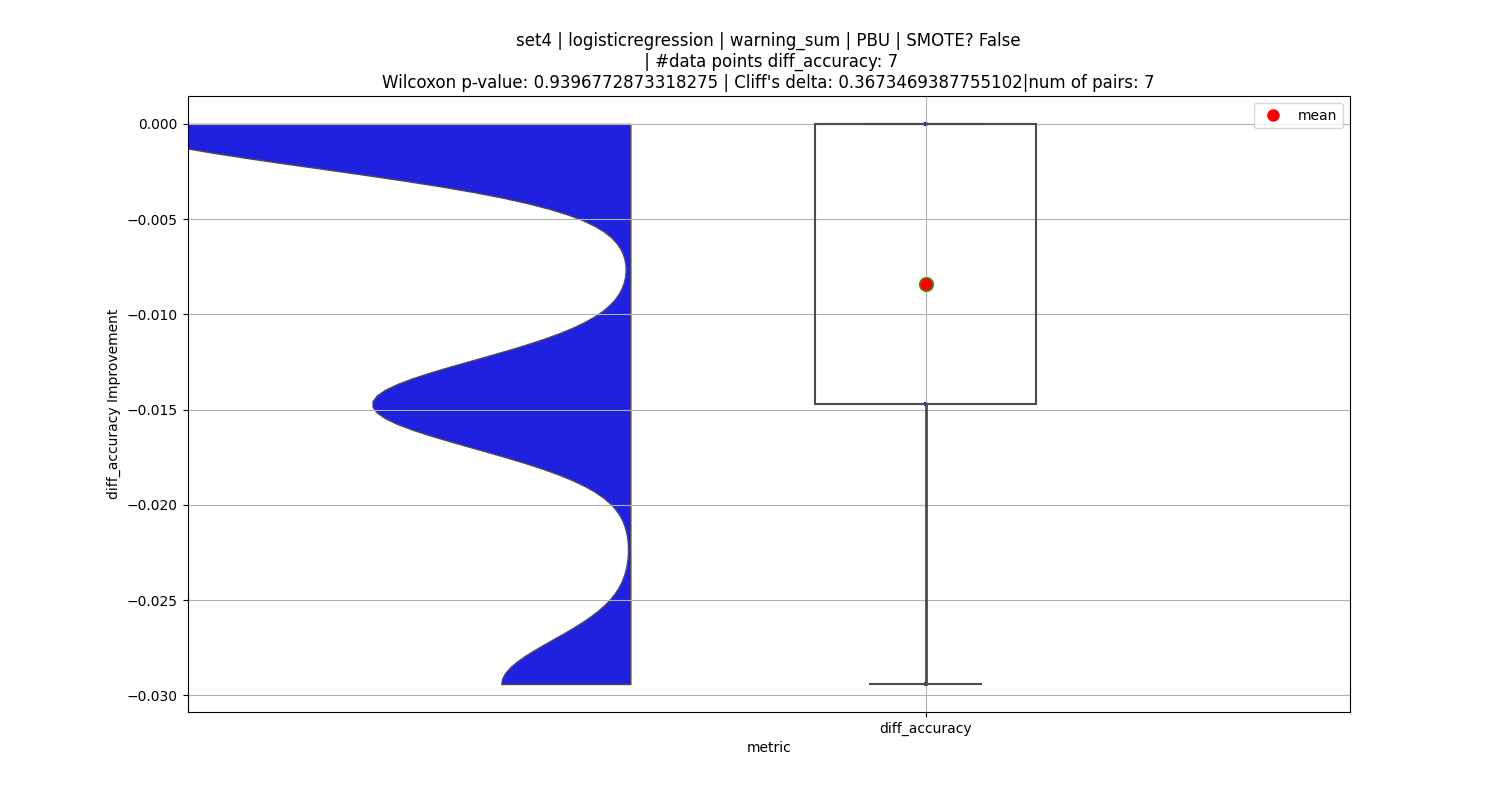 set4 | logisticregression | warning_sum | PBU | SMOTE? False
| #data points diff_accuracy: 7
Wilcoxon p-value: 0.9396772873318275 | Cliff's delta: 0.3673469387755102|num of pairs: 7
mean
0.000
−0.005
−0.010
−0.015
−0.020
−0.025
−0.030
diff_accuracy Improvement
diff_accuracy
metric